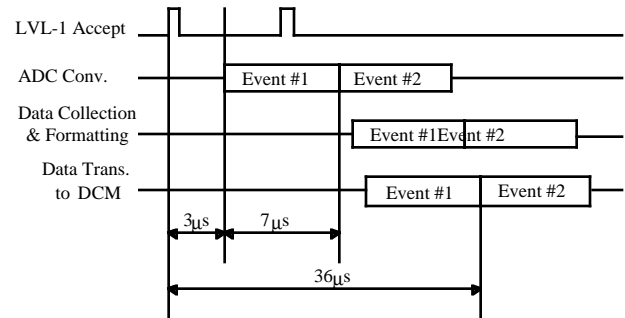 LVL-1 Accept
ADC Conv.
Event #1
Event #2
Data Collection
& Formatting
Event #1Event #2
Data Trans.
to DCM
Event #1
Event #2
3μs
7μs
36μs